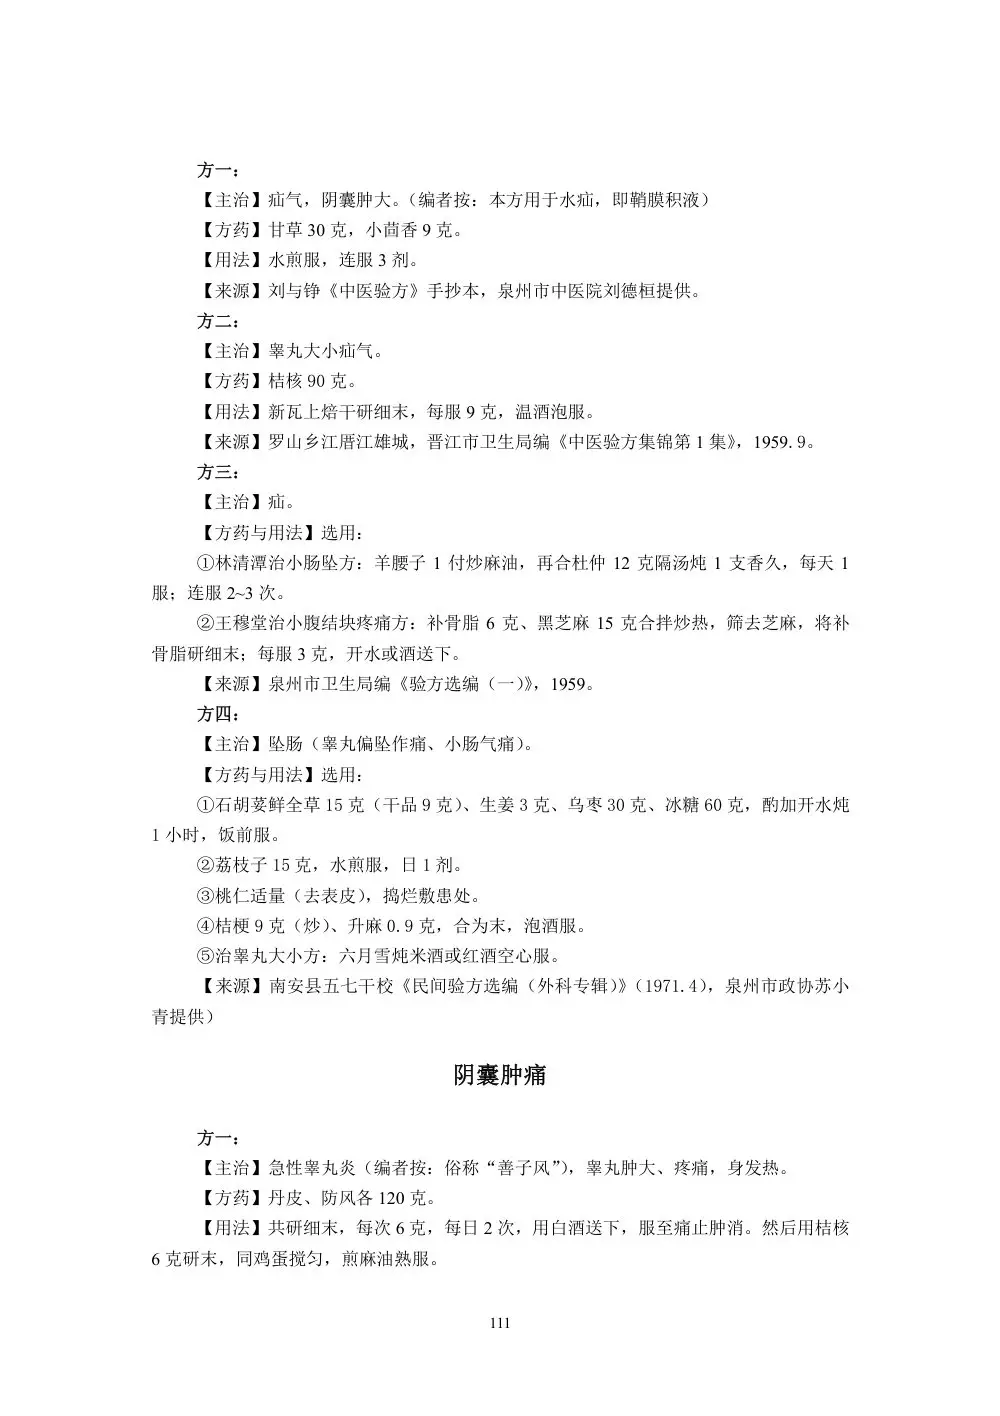 方一：
【主治】疝气，阴囊肿大。（编者按：本方用于水疝，即鞘膜积液）
【方药】甘草 30 克，小茴香 9 克。
【用法】水煎服，连服 3 剂。
【来源】刘与铮《中医验方》手抄本，泉州市中医院刘德桓提供。
方二：
【主治】睾丸大小疝气。
【方药】桔核 90 克。
【用法】新瓦上焙干研细末，每服 9 克，温酒泡服。
【来源】罗山乡江厝江雄城，晋江市卫生局编《中医验方集锦第 1 集》，1959.9。
方三：
【主治】疝。
【方药与用法】选用：
①林清潭治小肠坠方：羊腰子 1 付炒麻油，再合杜仲 12 克隔汤炖 1 支香久，每天 1
服；连服 2~3 次。
②王穆堂治小腹结块疼痛方：补骨脂 6 克、黑芝麻 15 克合拌炒热，筛去芝麻，将补
骨脂研细末；每服 3 克，开水或酒送下。
【来源】泉州市卫生局编《验方选编（一）》，1959。
方四：
【主治】坠肠（睾丸偏坠作痛、小肠气痛）。
【方药与用法】选用：
①石胡荽鲜全草 15 克（干品 9 克）、生姜 3 克、乌枣 30 克、冰糖 60 克，酌加开水炖
1 小时，饭前服。
②荔枝子 15 克，水煎服，日 1 剂。
③桃仁适量（去表皮），捣烂敷患处。
④桔梗 9 克（炒）、升麻 0.9 克，合为末，泡酒服。
⑤治睾丸大小方：六月雪炖米酒或红酒空心服。
【来源】南安县五七干校《民间验方选编（外科专辑）》（1971.4），泉州市政协苏小
青提供）
阴囊肿痛
方一：
【主治】急性睾丸炎（编者按：俗称“善子风”），睾丸肿大、疼痛，身发热。
【方药】丹皮、防风各 120 克。
【用法】共研细末，每次 6 克，每日 2 次，用白酒送下，服至痛止肿消。然后用桔核
6 克研末，同鸡蛋搅匀，煎麻油熟服。
111